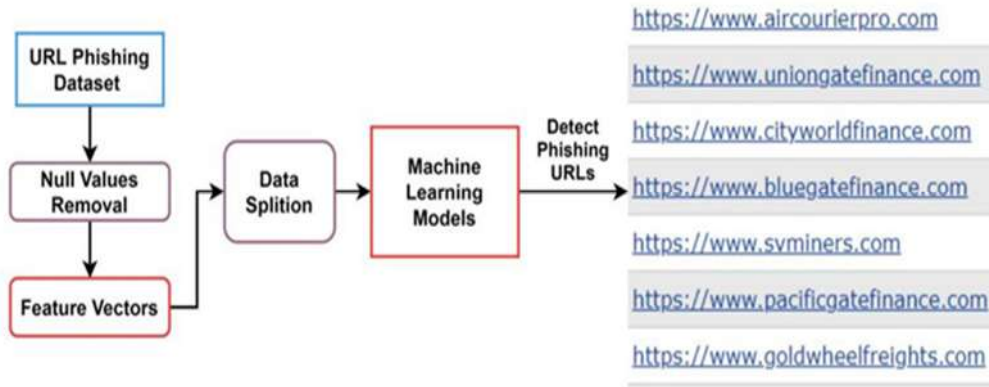 URL Phishing
Dataset
Null Values
Removal
Feature Vectors
Data
Splition
Machine
Learning
Models
Detect
Phishing
URLs
https://www.aircourierpro.com
https://www.uniongatefinance.com
https://www.cityworldfinance.com
https://www.bluegatefinance.com
https://www.svminers.com
https://www.pacificgatefinance.com
https://www.goldwheelfreights.com